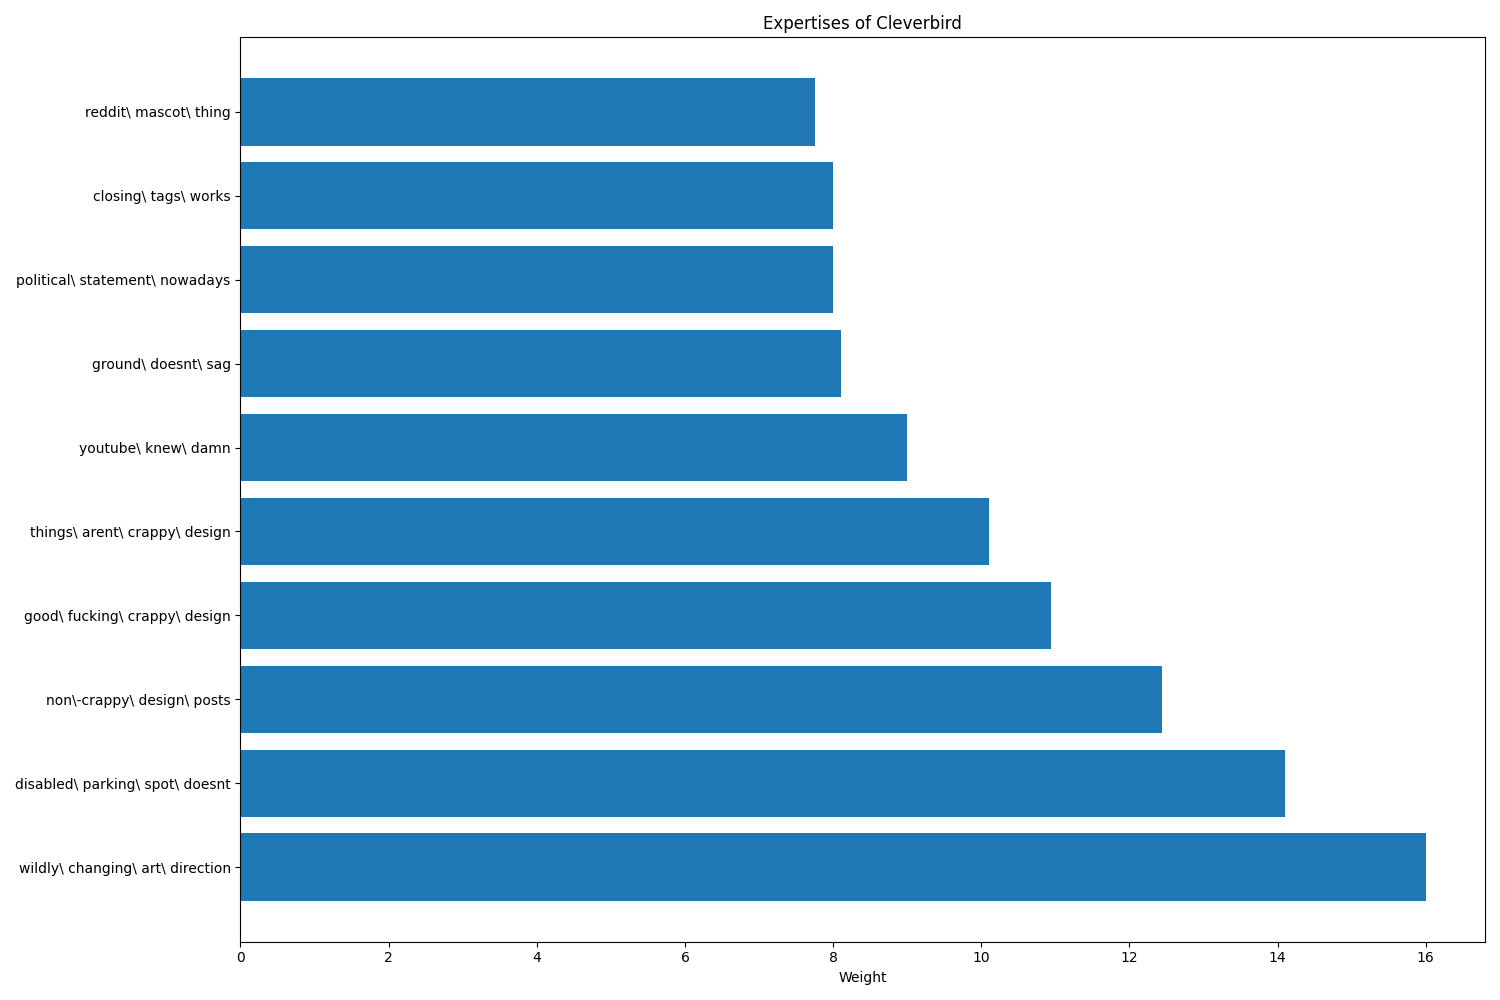 Expertises of Cleverbird
reddit\ mascot\ thing
closing\ tags\ works
political\ statement\ nowadays
ground\ doesnt\ sag
youtube\ knew\ damn
things\ arent\ crappy\ design
good\ fucking\ crappy\ design
non\-crappy\ design\ posts
disabled\ parking\ spot\ doesnt
wildly\ changing\ art\ direction
0 2 4 6 8 10 12 14 16
Weight